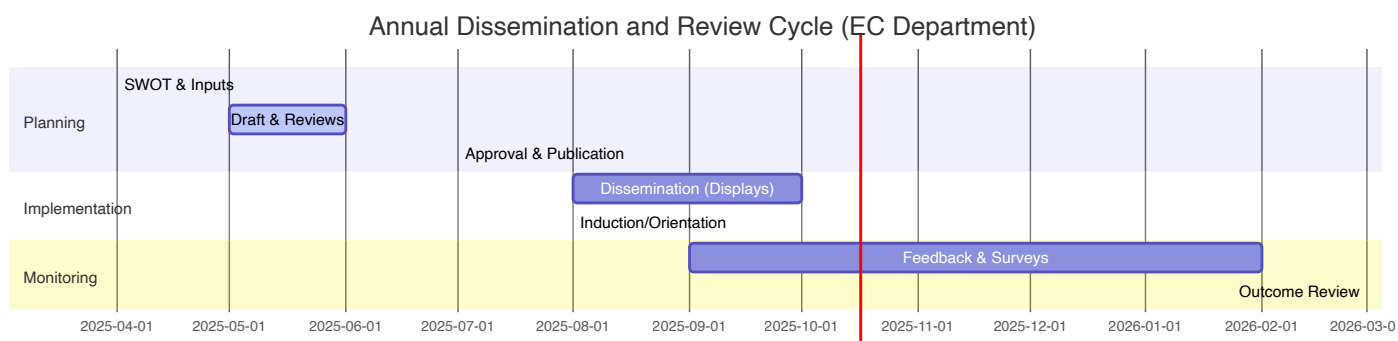 Annual Dissemination and Review Cycle (EC Department)
SWOT & Inputs
Planning
Draft & Reviews
Approval & Publication
Dissemination (Displays)
Implementation
Induction/Orientation
Feedback & Surveys
Monitoring
Outcome Review
2025-04-01 2025-05-01 2025-06-01 2025-07-01 2025-08-01 2025-09-01 2025-10-01 2025-11-01 2025-12-01 2026-01-01 2026-02-01 2026-03-0